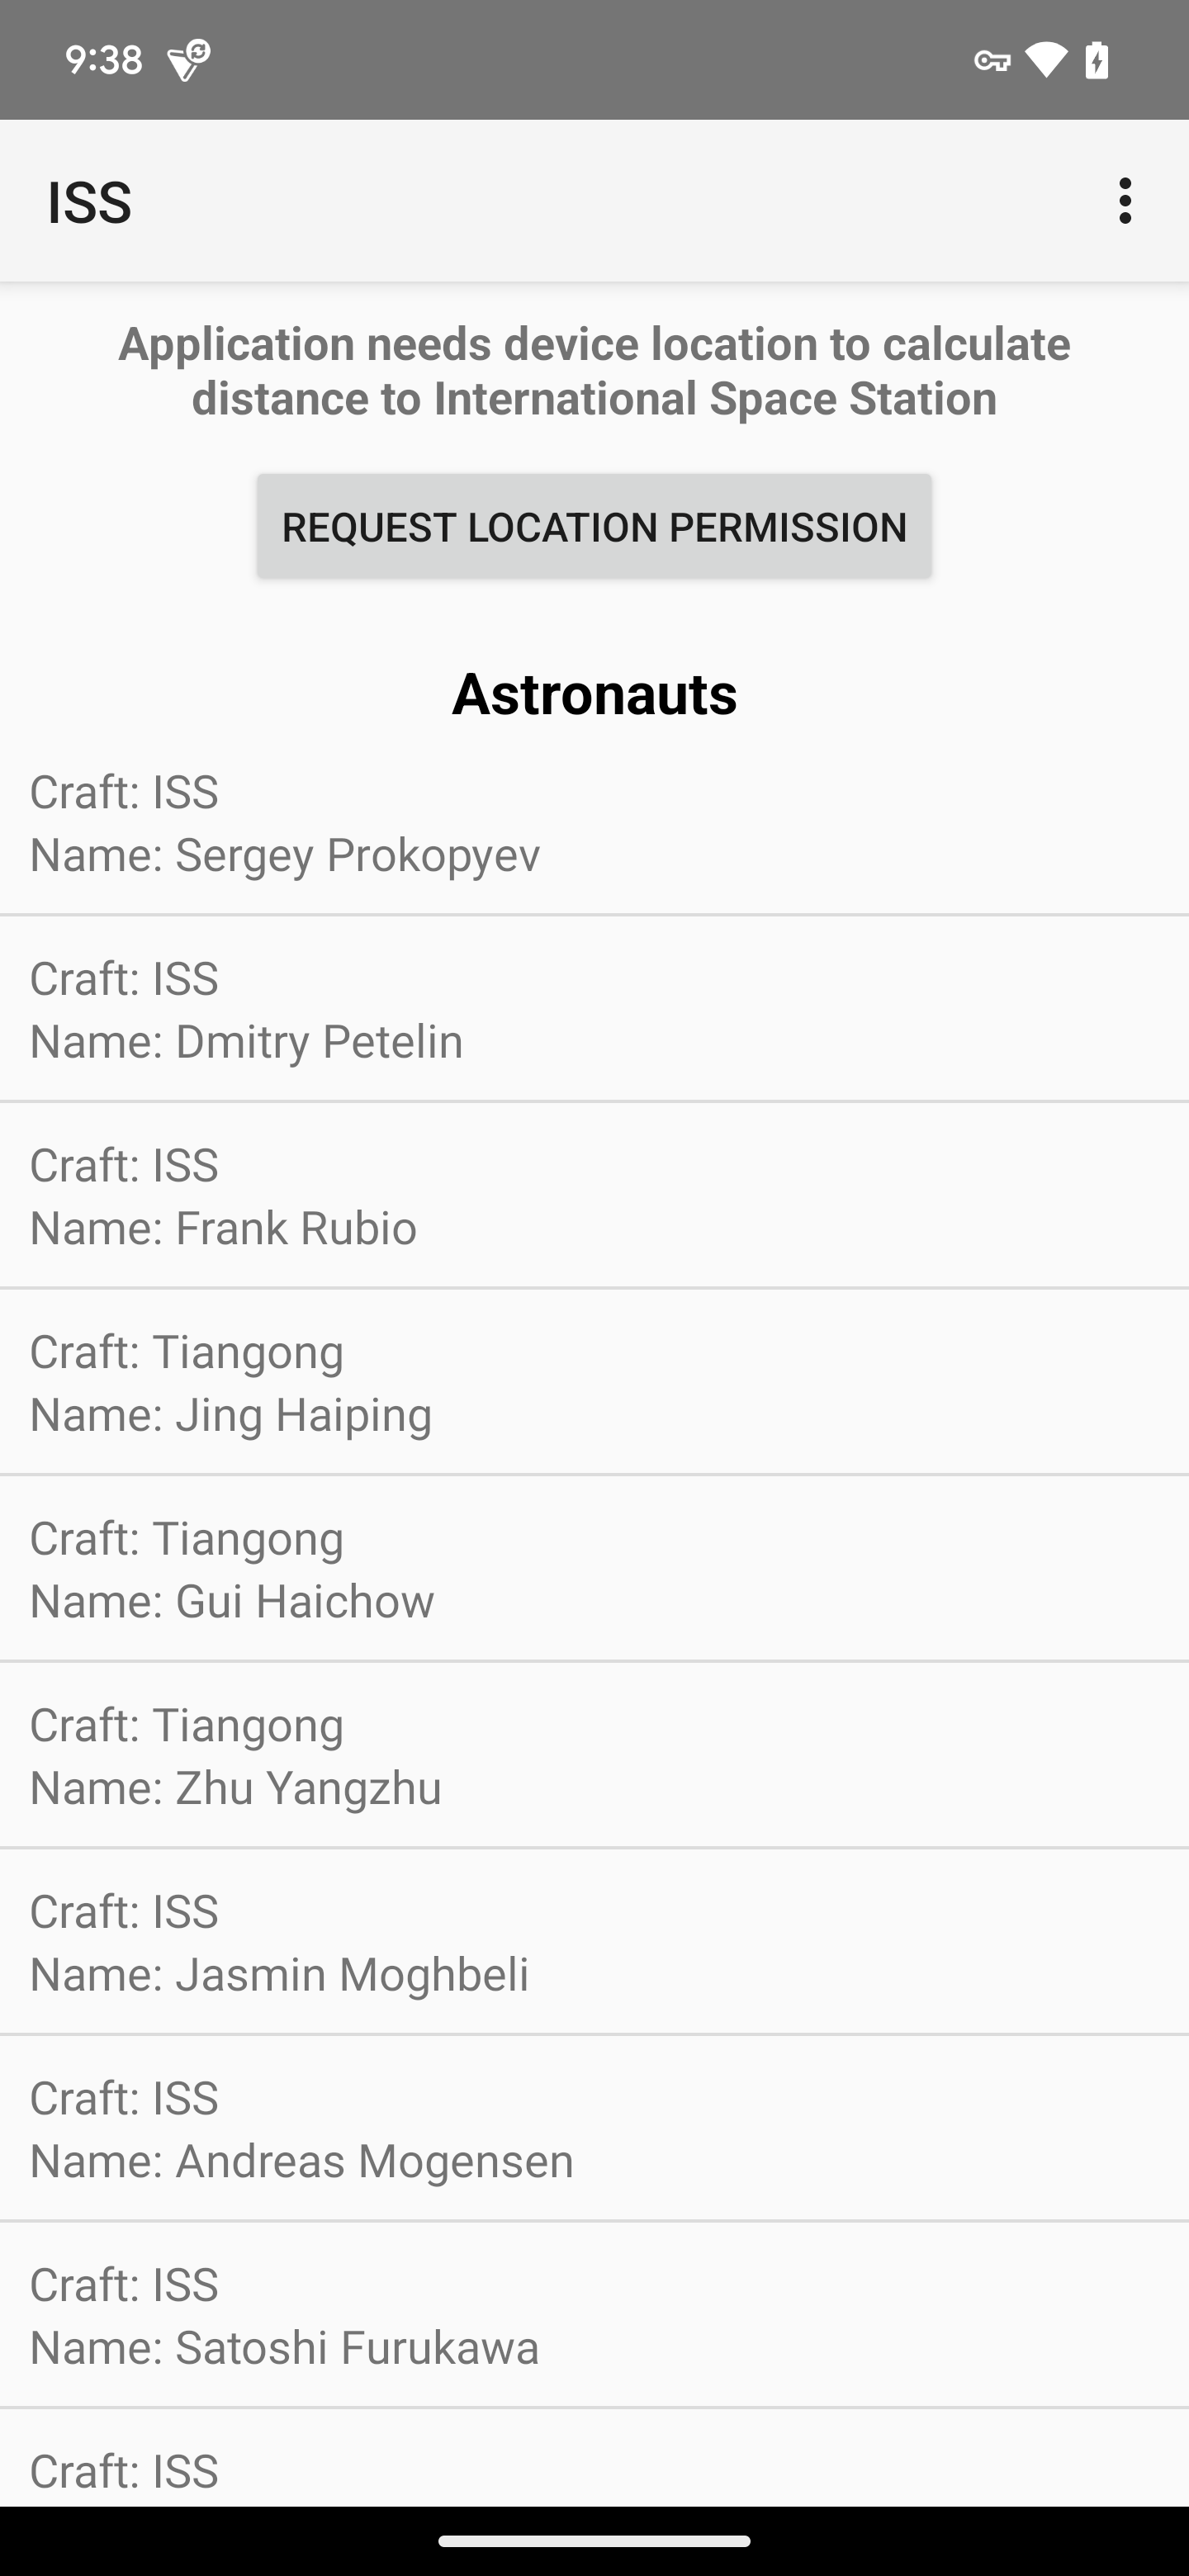 9:38
ISS
Application needs device location to calculate
distance to International Space Station
REQUEST LOCATION PERMISSION
Astronauts
Craft: ISS
Name: Sergey Prokopyev
Craft: ISS
Name: Dmitry Petelin
Craft: ISS
Name: Frank Rubio
Craft: Tiangong
Name: Jing Haiping
Craft: Tiangong
Name: Gui Haichow
Craft: Tiangong
Name: Zhu Yangzhu
Craft: ISS
Name: Jasmin Moghbeli
Craft: ISS
Name: Andreas Mogensen
Craft: ISS
Name: Satoshi Furukawa
Craft: ISS